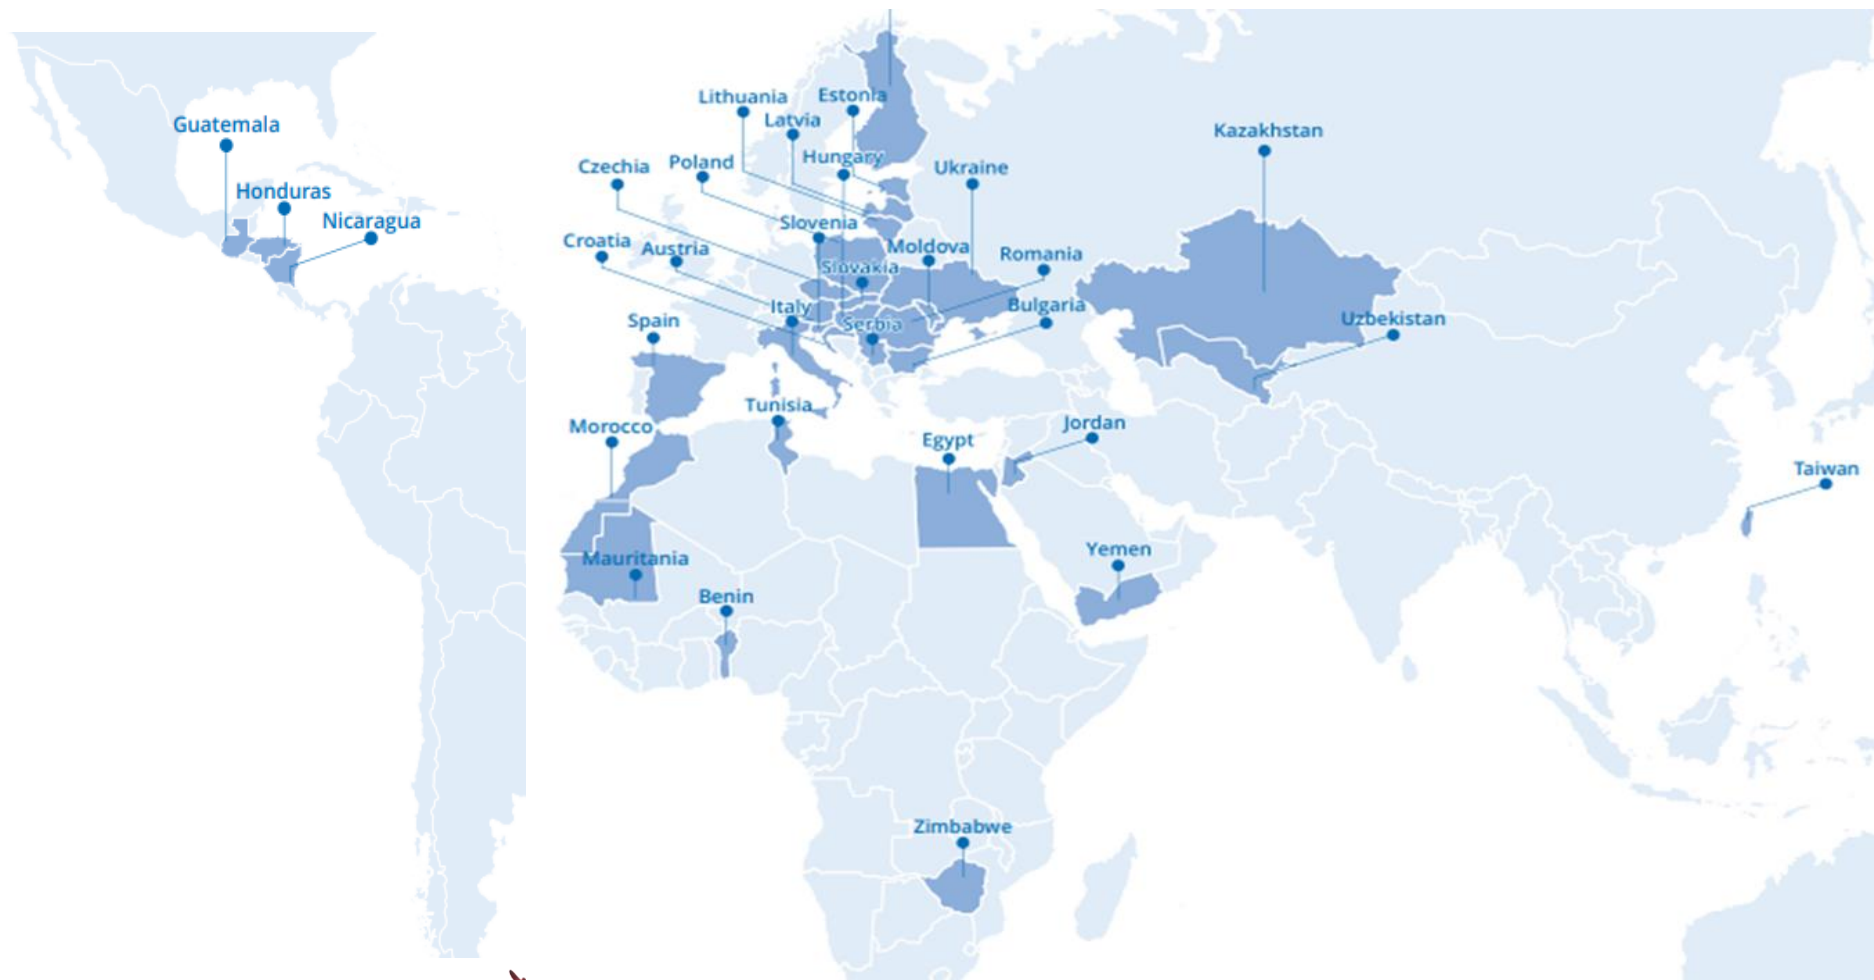 Guatemala
Honduras
Nicaragua
Lithuania
Estonia
Latvia
Czechia
Poland
Hungary
Ukraine
Kazakhstan
Croatia
Austria
Slovenia
Moldova
Romania
Slovakia
Spain
Italy
Serbia
Bulgaria
Uzbekistan
Morocco
Tunisia
Egypt
Jordan
Taiwan
Mauritania
Benin
Yemen
Zimbabwe